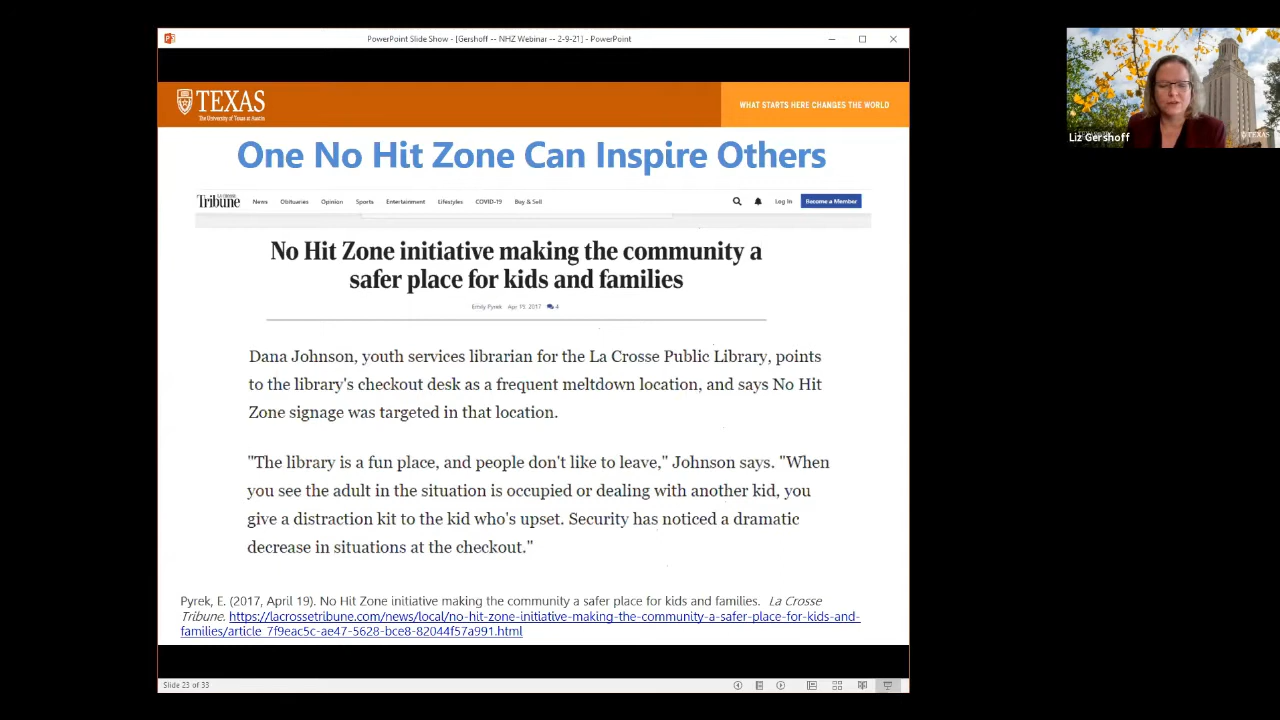 PowerPoint Slide Show - [Gershoff -- NHZ Webinar -- 2-9-21] - PowerPoint
TEXAS
The University of Texas at Austin
WHAT STARTS HERE CHANGES THE WORLD
One No Hit Zone Can Inspire Others
LA CROSSE
Tribune
News Obituaries Opinion Sports Entertainment Lifestyles COVID-19 Buy & Sell
Log In
Become a Member
No Hit Zone initiative making the community a
safer place for kids and families
Emily Pyrek Apr 19, 2017 4
Dana Johnson, youth services librarian for the La Crosse Public Library, points
to the library's checkout desk as a frequent meltdown location, and says No Hit
Zone signage was targeted in that location.
"The library is a fun place, and people don't like to leave," Johnson says. "When
you see the adult in the situation is occupied or dealing with another kid, you
give a distraction kit to the kid who's upset. Security has noticed a dramatic
decrease in situations at the checkout."
Pyrek, E. (2017, April 19). No Hit Zone initiative making the community a safer place for kids and families. La Crosse
Tribune. https://lacrossetribune.com/news/local/no-hit-zone-initiative-making-the-community-a-safer-place-for-kids-and-
families/article_7f9eac5c-ae47-5628-bce8-82044f57a991.html
Slide 23 of 33
Liz Gershoff
TEXAS